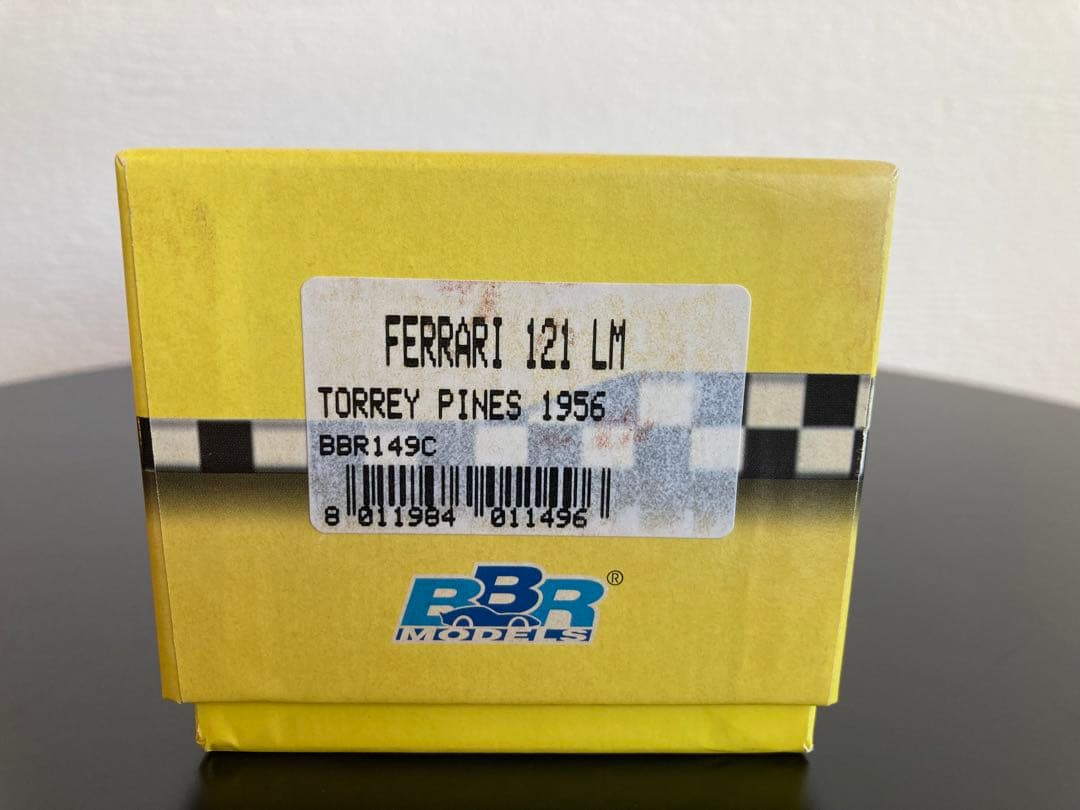 FERRARI 121 LM
TORREY PINES 1956
BBR149C
8 011984 011496
BBR®
MODELS